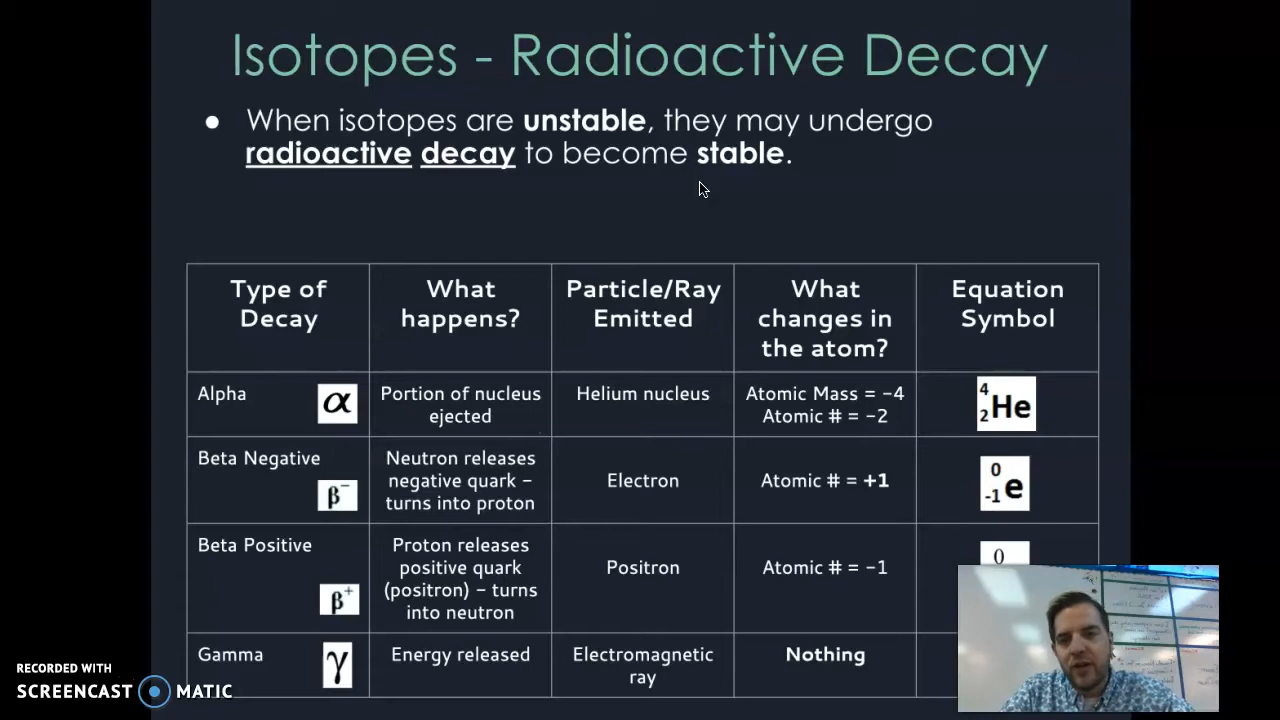 Isotopes - Radioactive Decay
● When isotopes are unstable, they may undergo
radioactive decay to become stable.
Type of
Decay
What
happens?
Particle/Ray
Emitted
What
changes in
the atom?
Equation
Symbol
Alpha
α
Portion of nucleus
ejected
Helium nucleus
Atomic Mass = -4
Atomic # = -2
4
2 He
Beta Negative
β⁻
Neutron releases
negative quark -
turns into proton
Electron
Atomic # = +1
0
-1 e
Beta Positive
β⁺
Proton releases
positive quark
(positron) - turns
into neutron
Positron
Atomic # = -1
0
Gamma
γ
Energy released
Electromagnetic
ray
Nothing
RECORDED WITH
SCREENCAST MATIC